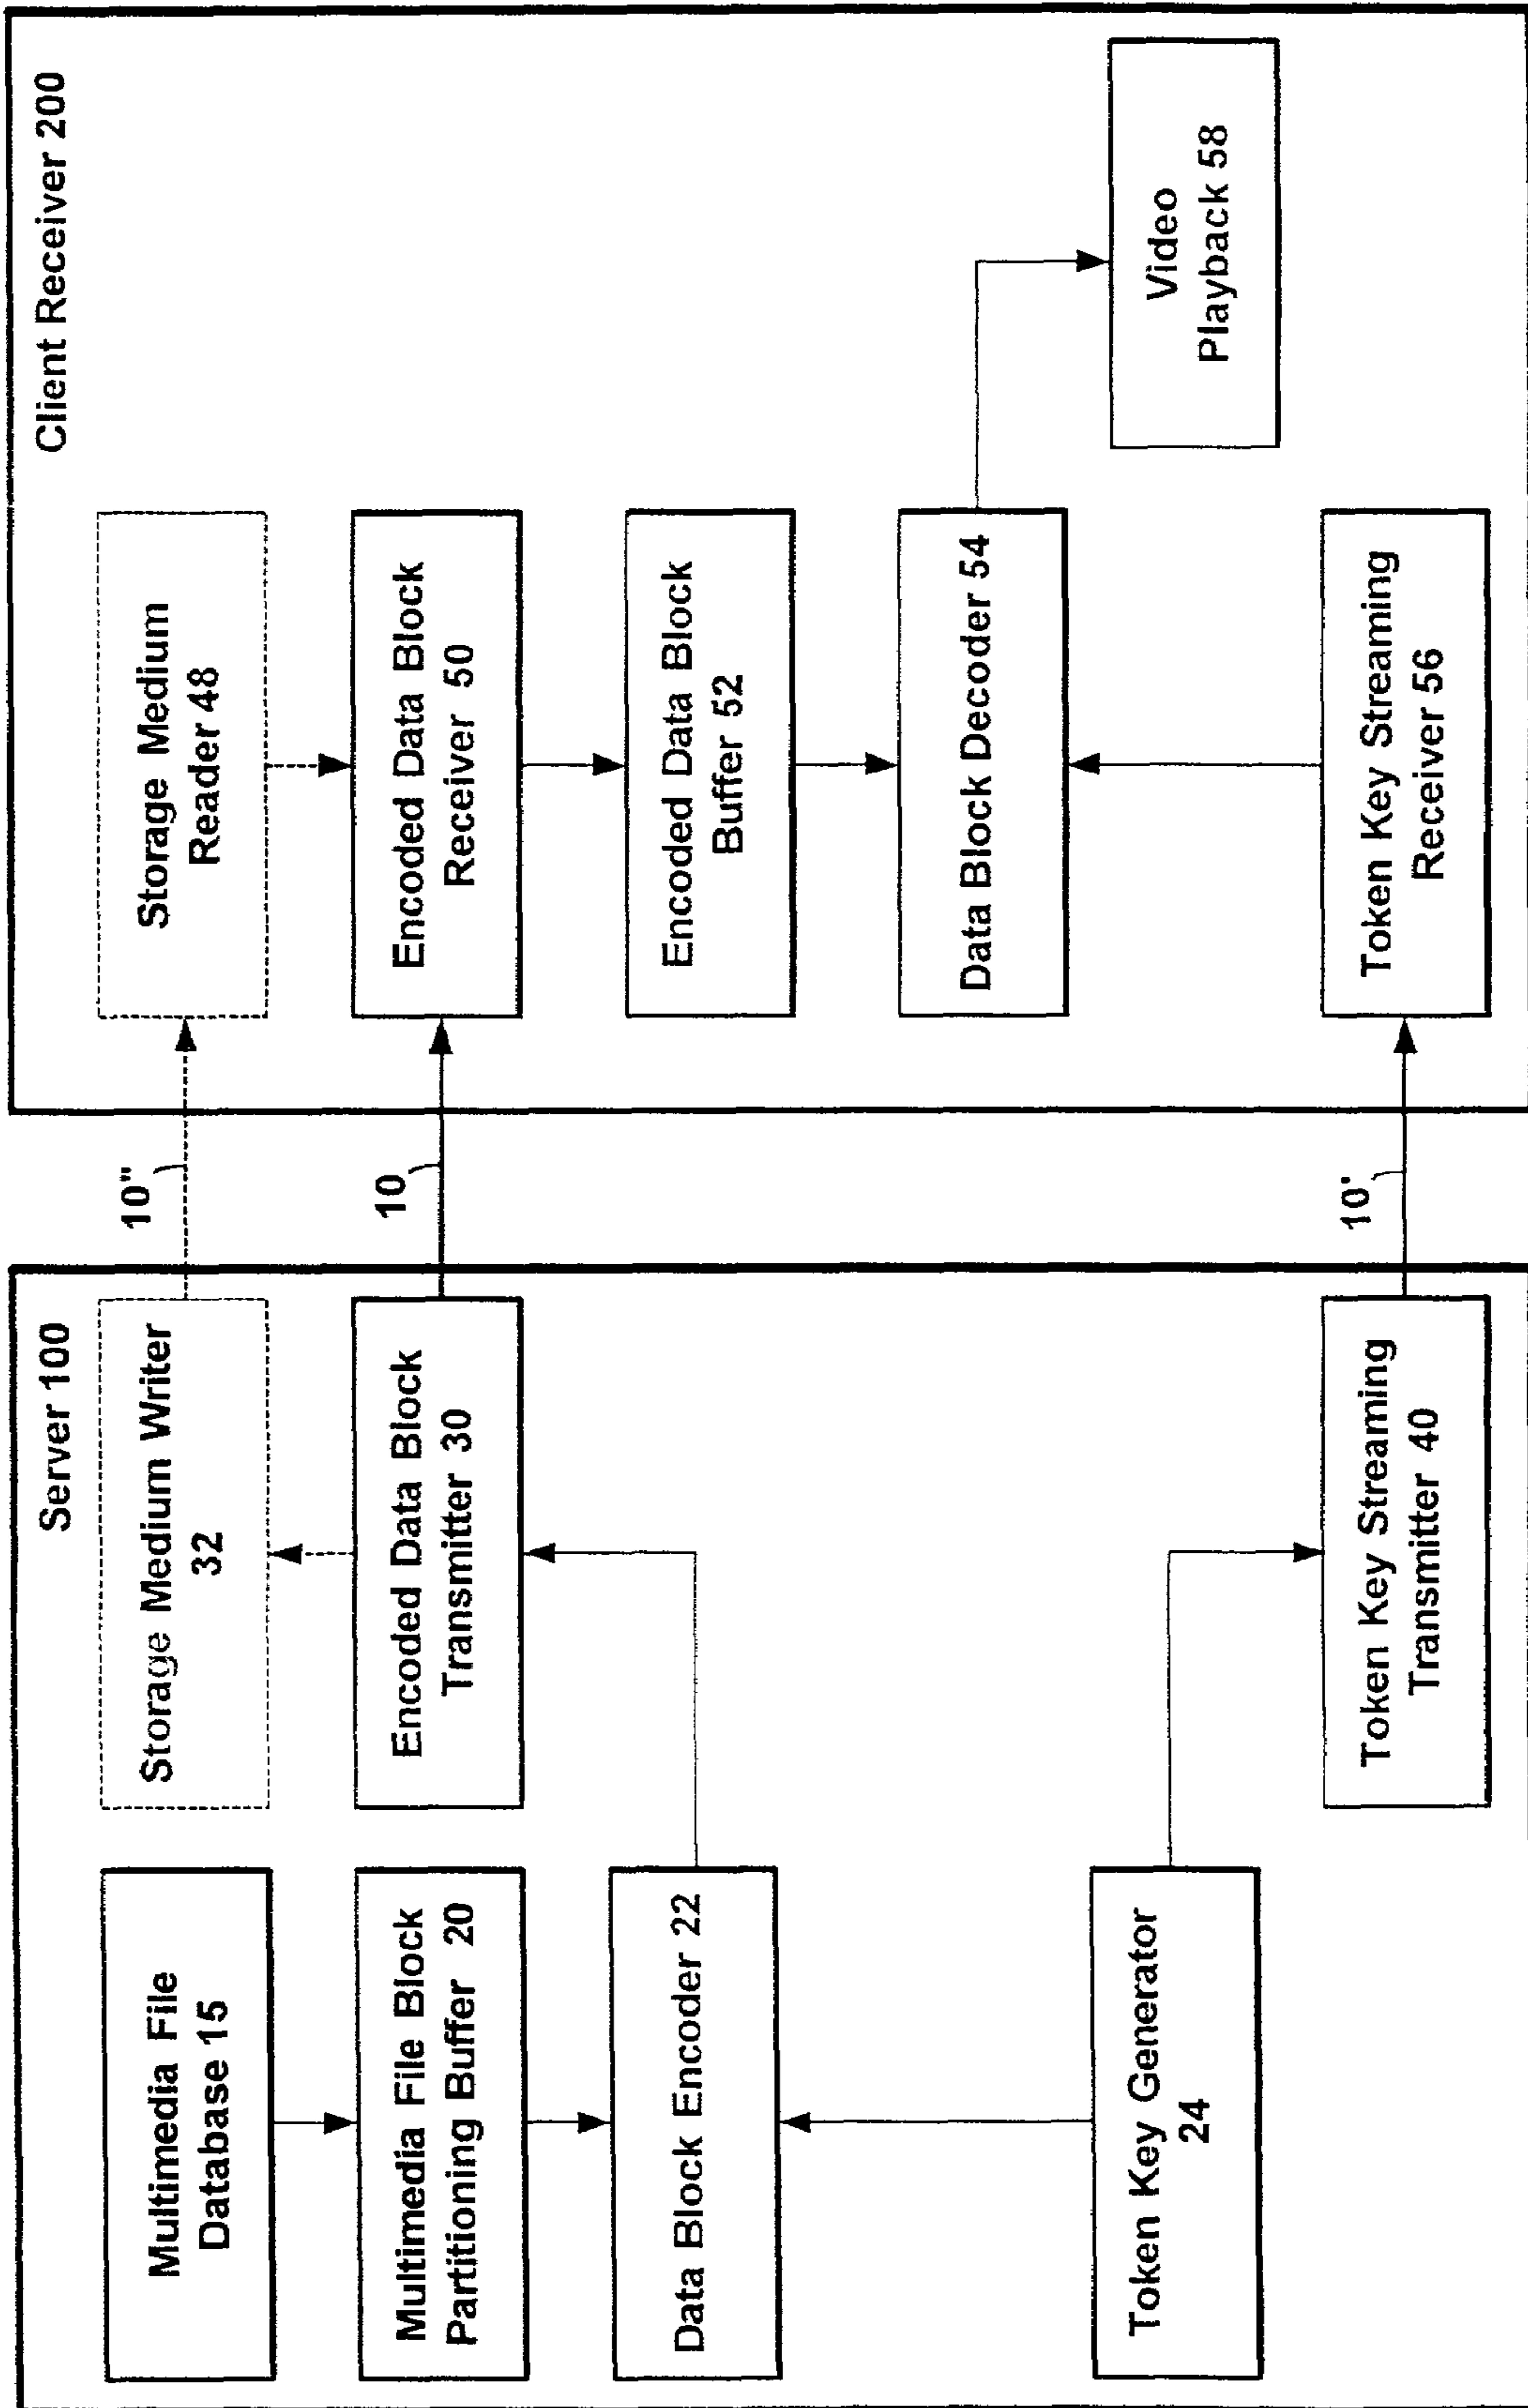 Server 100
Multimedia File
Database 15
Multimedia File Block
Partitioning Buffer 20
Data Block Encoder 22
Token Key Generator
24
Storage Medium Writer
32
Encoded Data Block
Transmitter 30
Token Key Streaming
Transmitter 40
10"
10
10'
Client Receiver 200
Storage Medium
Reader 48
Encoded Data Block
Receiver 50
Encoded Data Block
Buffer 52
Data Block Decoder 54
Token Key Streaming
Receiver 56
Video
Playback 58